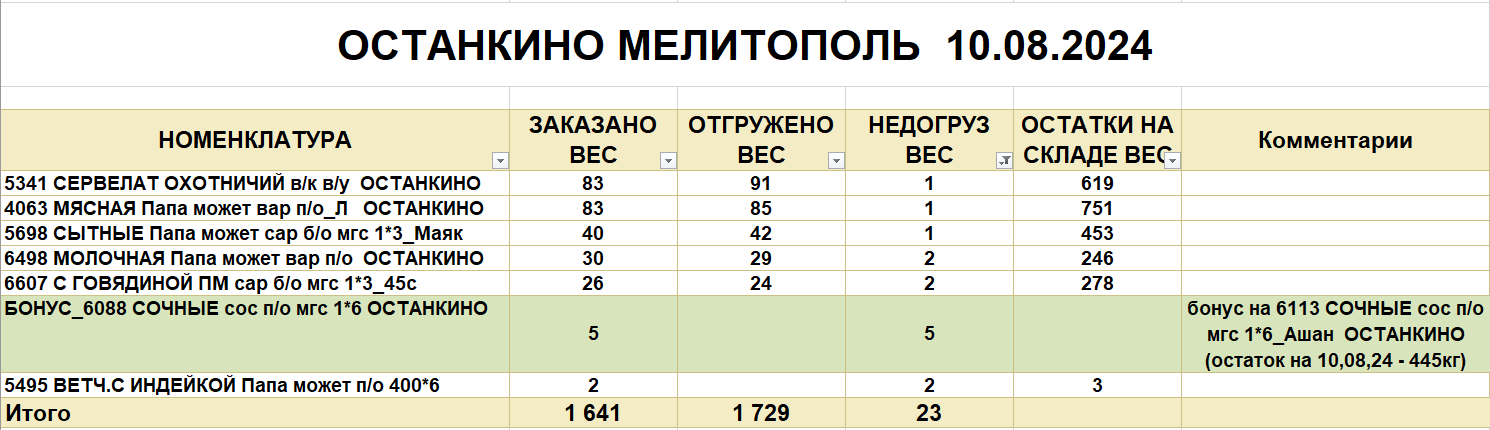 ОСТАНКИНО МЕЛИТОПОЛЬ 10.08.2024
НОМЕНКЛАТУРА ЗАКАЗАНО ВЕС ОТГРУЖЕНО ВЕС НЕДОГРУЗ ВЕС ОСТАТКИ НА СКЛАДЕ ВЕС Комментарии
5341 СЕРВЕЛАТ ОХОТНИЧИЙ в/к в/у ОСТАНКИНО 83 91 1 619
4063 МЯСНАЯ Папа может вар п/о_Л ОСТАНКИНО 83 85 1 751
5698 СЫТНЫЕ Папа может сар б/о мгс 1*3_Маяк 40 42 1 453
6498 МОЛОЧНАЯ Папа может вар п/о ОСТАНКИНО 30 29 2 246
6607 С ГОВЯДИНОЙ ПМ сар б/о мгс 1*3_45с 26 24 2 278
БОНУС_6088 СОЧНЫЕ сос п/о мгс 1*6 ОСТАНКИНО 5 5 бонус на 6113 СОЧНЫЕ сос п/о
мгс 1*6_Ашан ОСТАНКИНО
(остаток на 10,08,24 - 445кг)
5495 ВЕТЧ.С ИНДЕЙКОЙ Папа может п/о 400*6 2 2 3
Итого 1 641 1 729 23